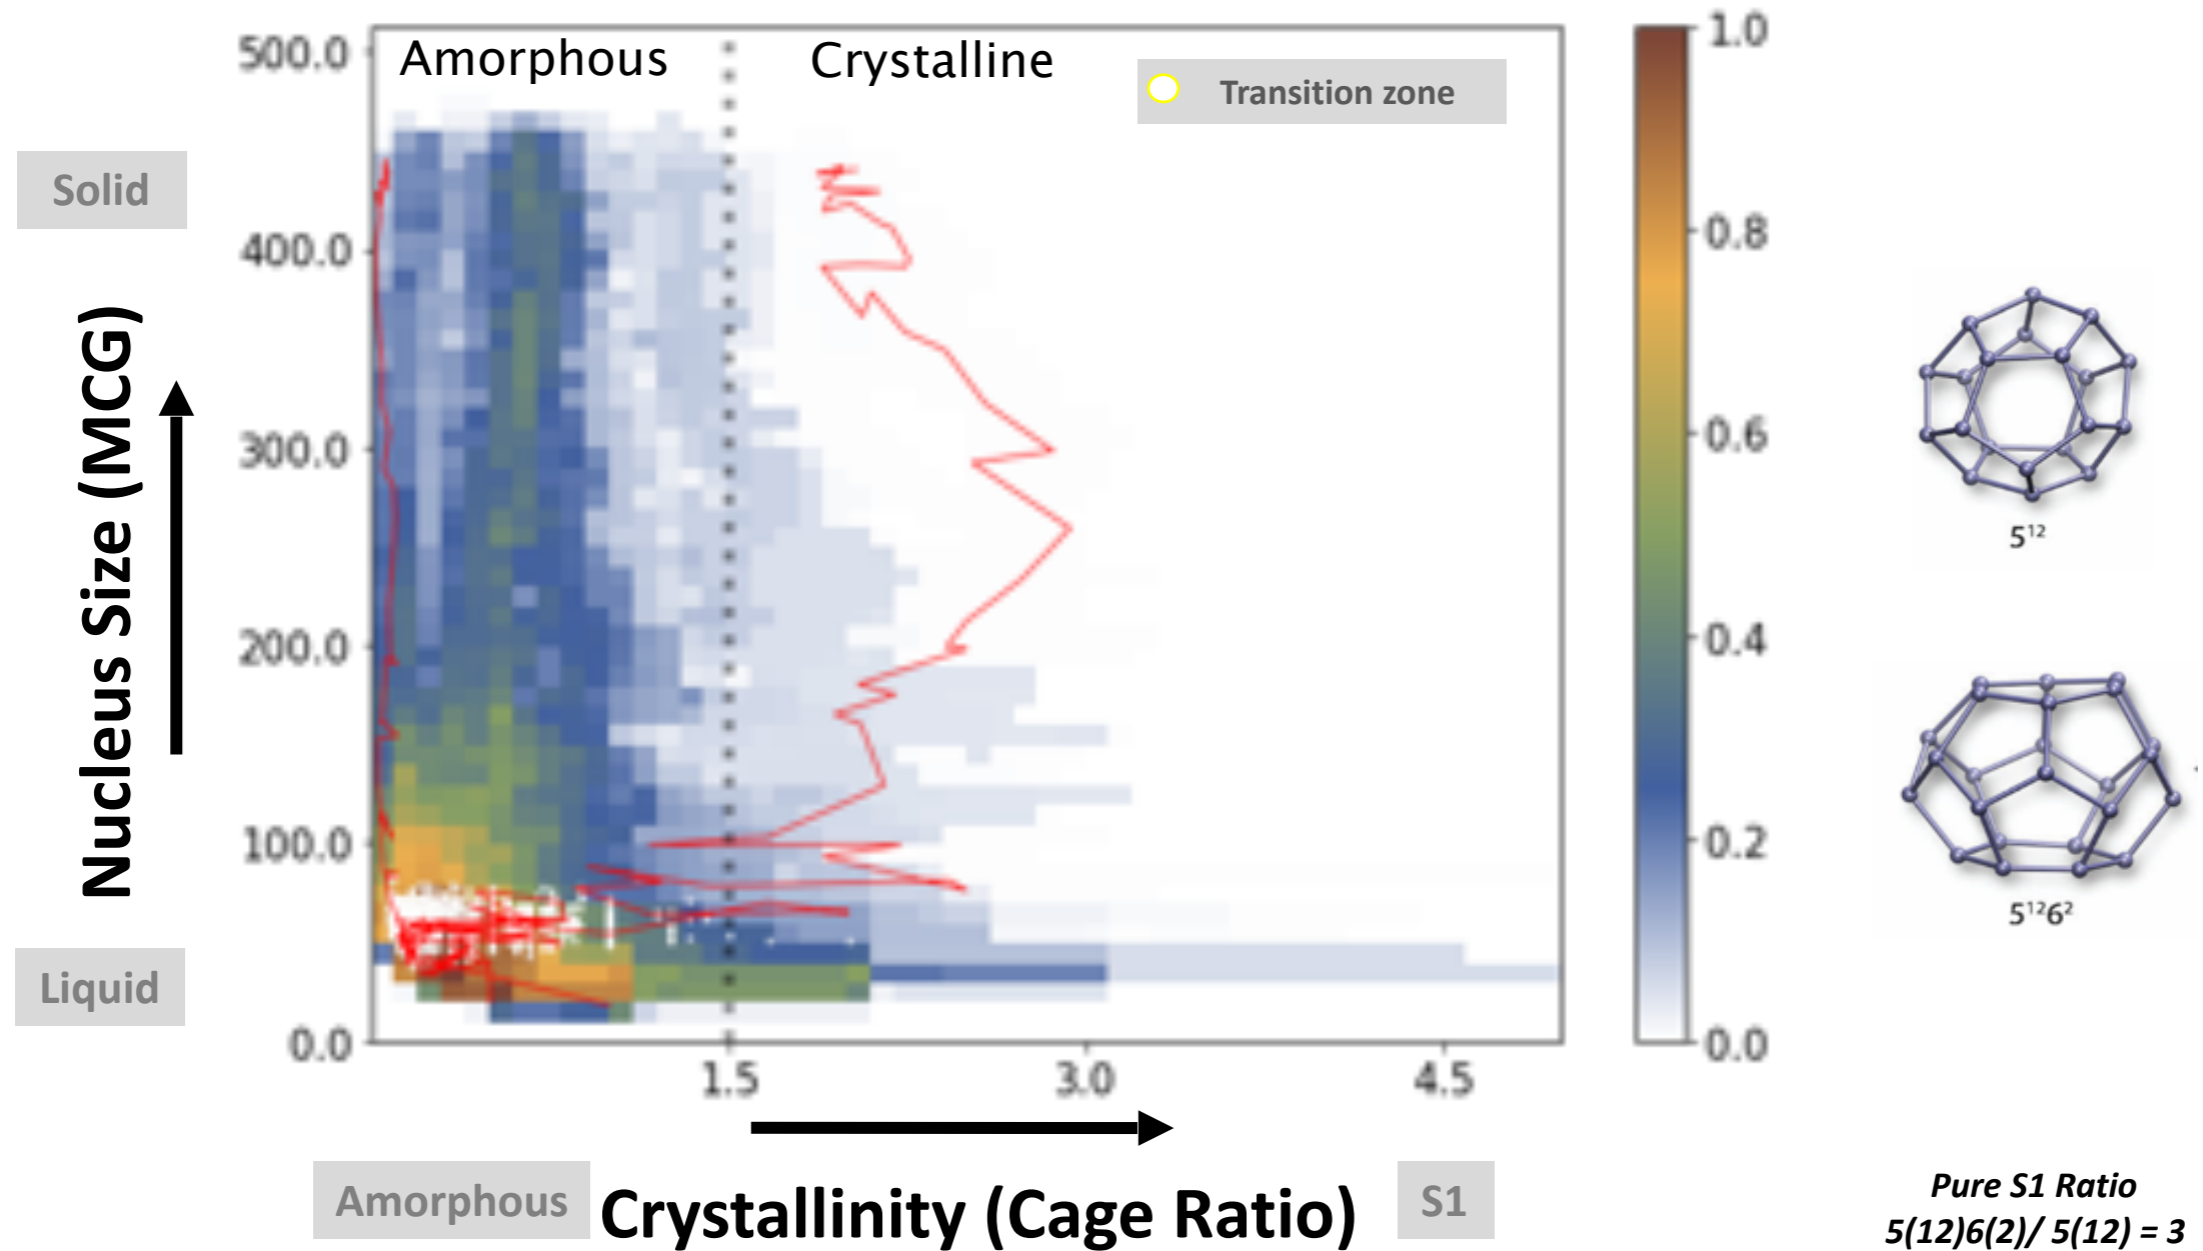 Amorphous
Crystalline
Transition zone
500.0
400.0
300.0
200.0
100.0
0.0
Solid
Nucleus Size (MCG)
Liquid
1.5
3.0
4.5
Amorphous
Crystallinity (Cage Ratio)
S1
1.0
0.8
0.6
0.4
0.2
0.0
5¹²
5¹²6²
Pure S1 Ratio
5(12)6(2)/ 5(12) = 3